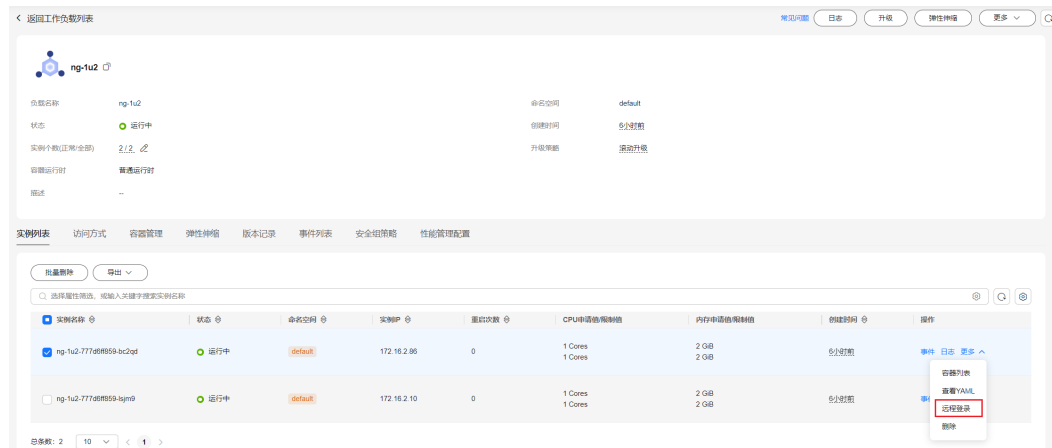 返回工作负载列表 常见问题 日志 升级 弹性伸缩 更多
ng-1u2
负载名称 ng-1u2 命名空间 default
状态 运行中 创建时间 6小时前
实例个数(正常/全部) 2 / 2 升级策略 滚动升级
容器运行时 普通运行时
描述 --
实例列表 访问方式 容器管理 弹性伸缩 版本记录 事件列表 安全组策略 性能管理配置
批量删除 导出
选择属性筛选，或输入关键字搜索实例名称
实例名称 状态 命名空间 实例IP 重启次数 CPU申请值/限制值 内存申请值/限制值 创建时间 操作
ng-1u2-777d6ff859-bc2qd 运行中 default 172.16.2.86 0 1 Cores 2 GiB 6小时前 事件 日志 更多
1 Cores 2 GiB
容器列表
查看YAML
ng-1u2-777d6ff859-lsjm9 运行中 default 172.16.2.10 0 1 Cores 2 GiB 6小时前
1 Cores 2 GiB
远程登录
删除
总条数: 2 10 < 1 >